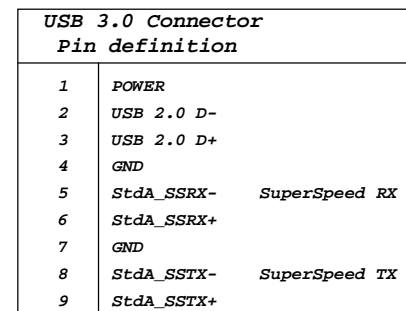 USB 3.0 Connector
Pin definition
1 POWER
2 USB 2.0 D-
3 USB 2.0 D+
4 GND
5 StdA_SSRX- SuperSpeed RX
6 StdA_SSRX+
7 GND
8 StdA_SSTX- SuperSpeed TX
9 StdA_SSTX+